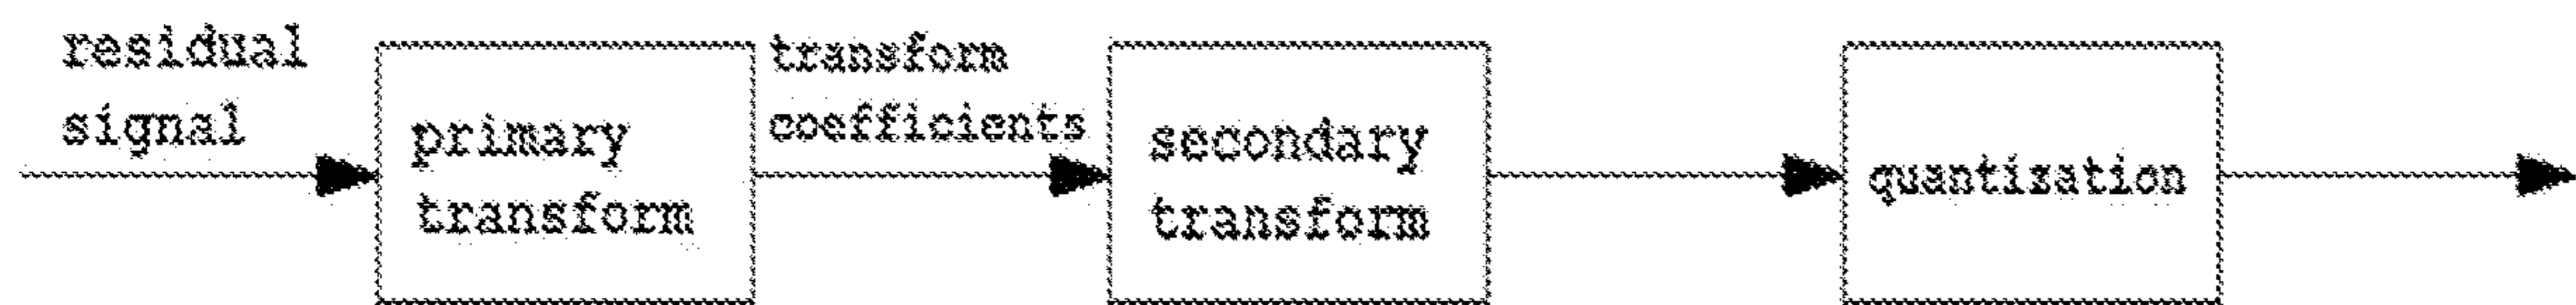 residual
signal
primary
transform
transform
coefficients
secondary
transform
quantization